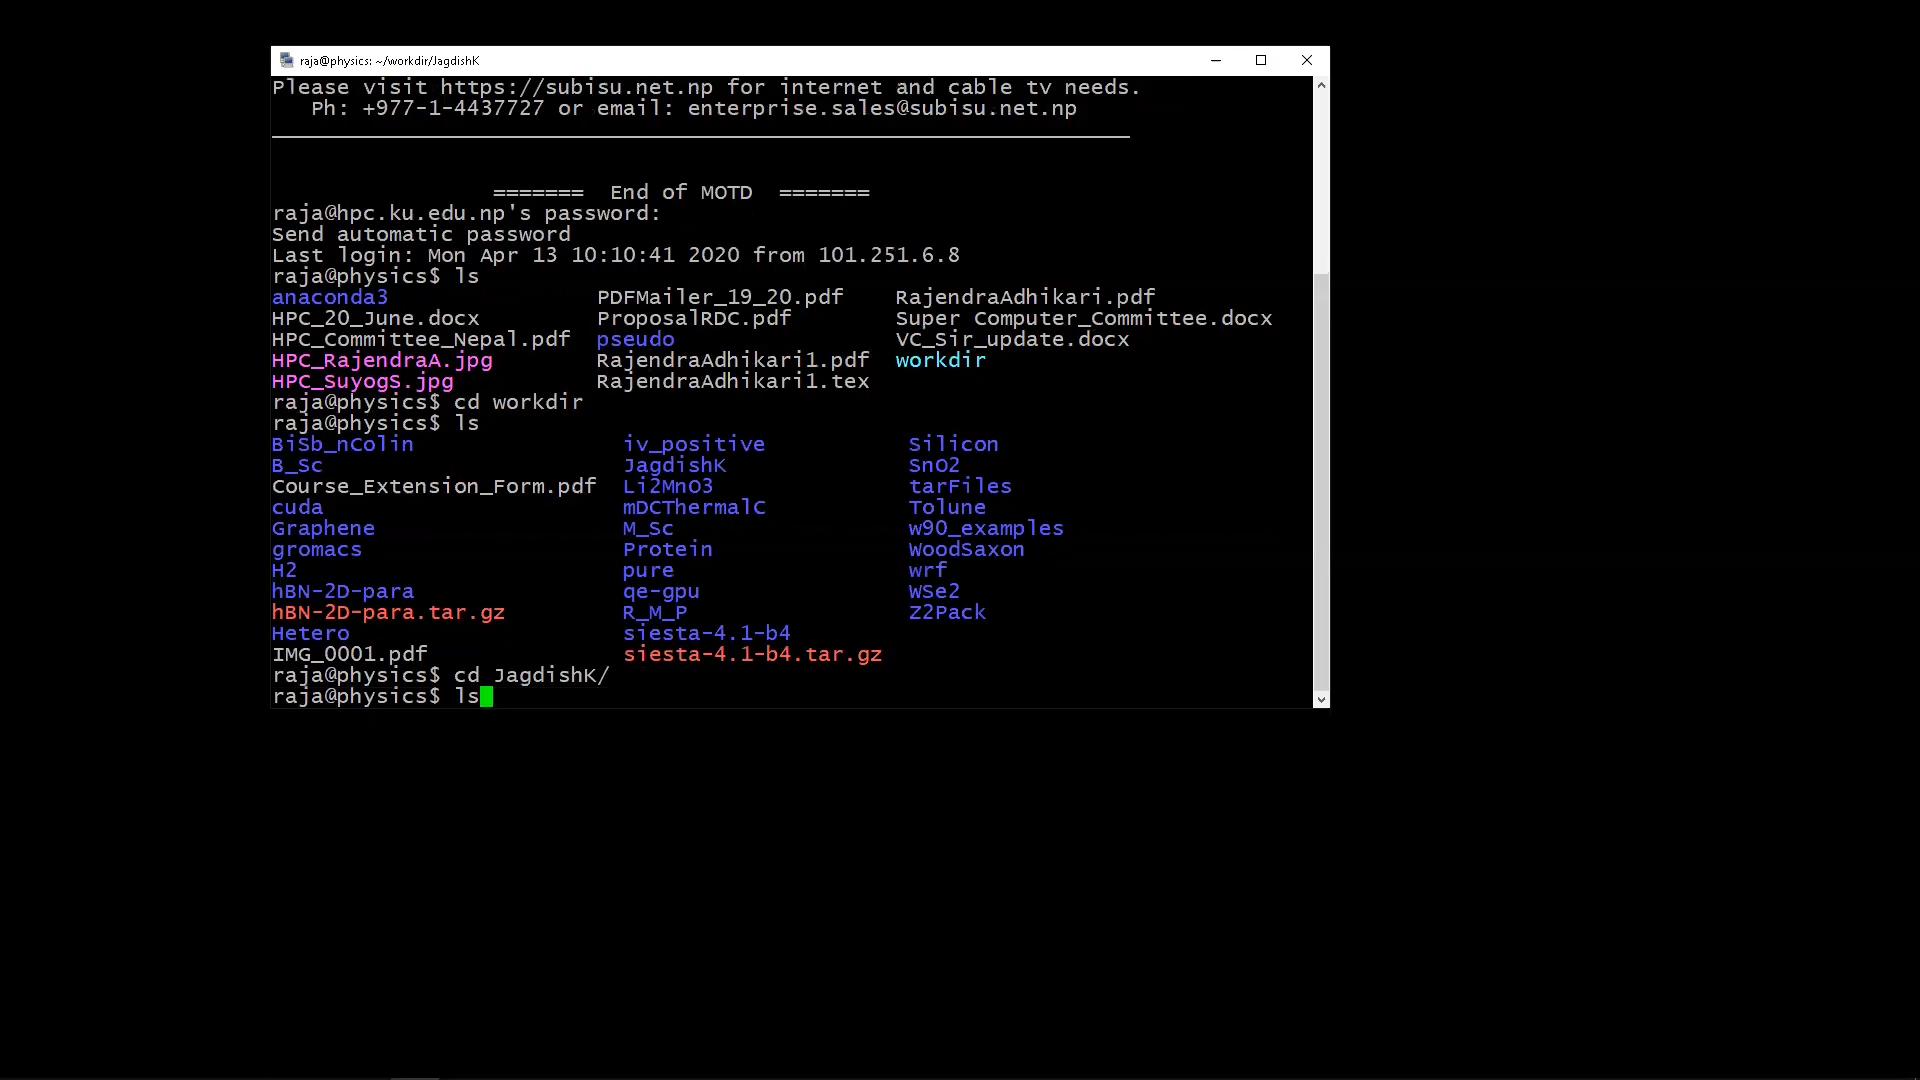 raja@physics: ~/workdir/JagdishK
Please visit https://subisu.net.np for internet and cable tv needs.
Ph: +977-1-4437727 or email: enterprise.sales@subisu.net.np
======= End of MOTD =======
raja@hpc.ku.edu.np's password:
Send automatic password
Last login: Mon Apr 13 10:10:41 2020 from 101.251.6.8
raja@physics$ ls
anaconda3 PDFMailer_19_20.pdf RajendraAdhikari.pdf
HPC_20_June.docx ProposalRDC.pdf Super Computer_Committee.docx
HPC_Committee_Nepal.pdf pseudo VC_Sir_update.docx
HPC_RajendraA.jpg RajendraAdhikari1.pdf workdir
HPC_SuyogS.jpg RajendraAdhikari1.tex
raja@physics$ cd workdir
raja@physics$ ls
BiSb_nColin iv_positive Silicon
B_Sc JagdishK SnO2
Course_Extension_Form.pdf Li2MnO3 tarFiles
cuda mDCThermalC Tolune
Graphene M_Sc w90_examples
gromacs Protein WoodSaxon
H2 pure wrf
hBN-2D-para qe-gpu WSe2
hBN-2D-para.tar.gz R_M_P Z2Pack
Hetero siesta-4.1-b4
IMG_0001.pdf siesta-4.1-b4.tar.gz
raja@physics$ cd JagdishK/
raja@physics$ ls